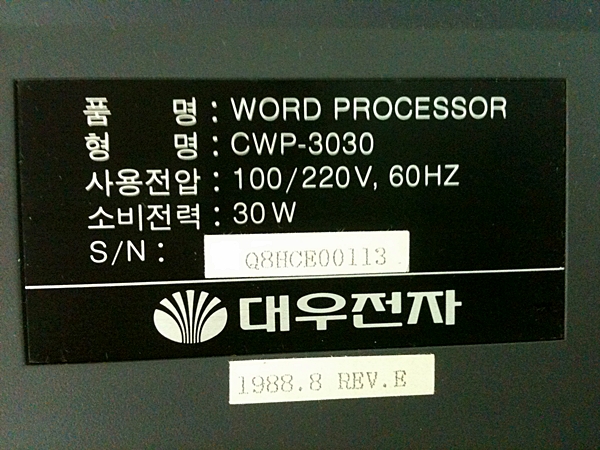 품 명 : WORD PROCESSOR
형 명 : CWP-3030
사용전압 : 100/220V, 60HZ
소비전력 : 30W
S/N : Q8HCE00113
대우전자
1988.8 REV.E